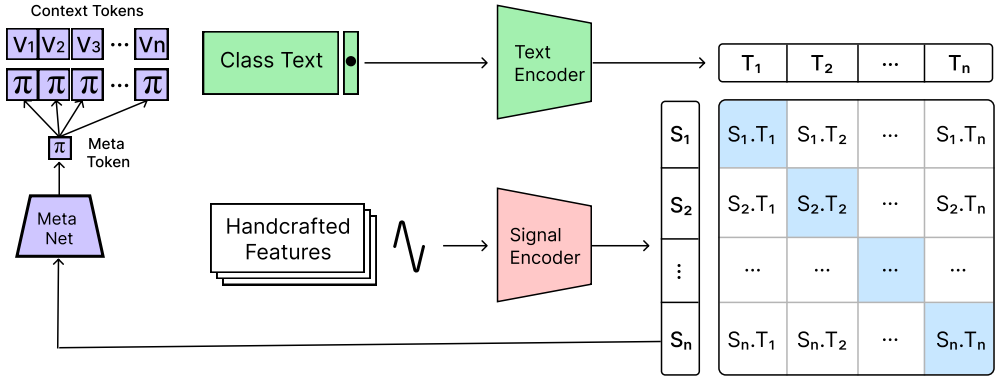 Context Tokens
V₁ V₂ V₃ ... Vn
π π π ... π
π
Meta
Token
Meta
Net
Class Text
Text
Encoder
Handcrafted
Features
Signal
Encoder
T₁ T₂ ... Tₙ
S₁ S₁.T₁ S₁.T₂ ... S₁.Tₙ
S₂ S₂.T₁ S₂.T₂ ... S₂.Tₙ
⋮ ... ... ... ...
Sₙ Sₙ.T₁ Sₙ.T₂ ... Sₙ.Tₙ